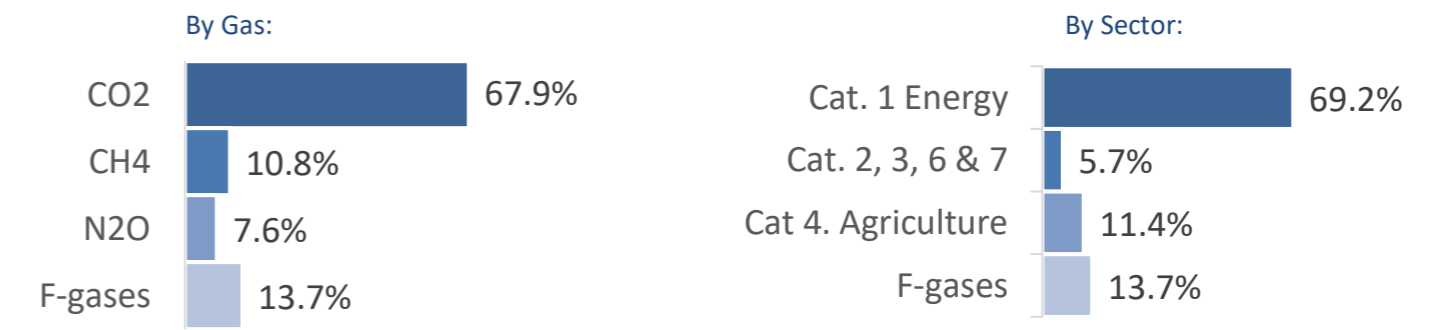 By Gas:
CO2 67.9%
CH4 10.8%
N2O 7.6%
F-gases 13.7%
By Sector:
Cat. 1 Energy 69.2%
Cat. 2, 3, 6 & 7 5.7%
Cat 4. Agriculture 11.4%
F-gases 13.7%